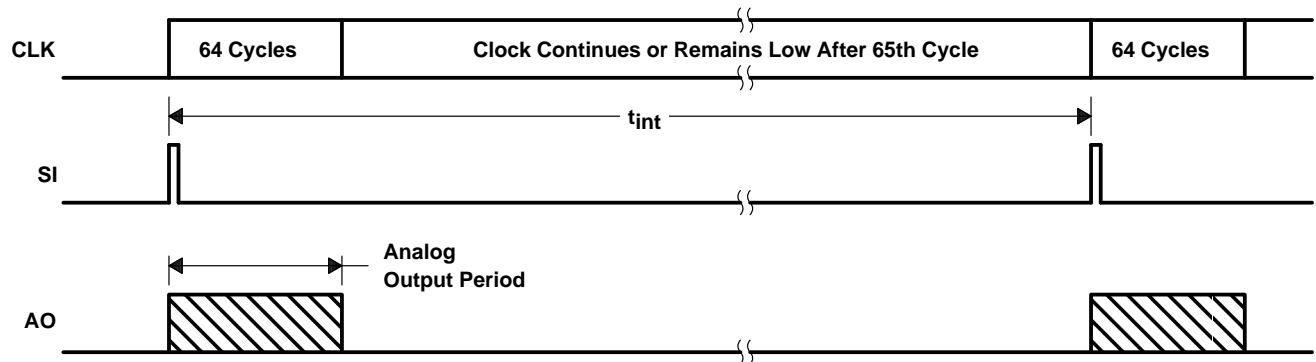 CLK
64 Cycles
Clock Continues or Remains Low After 65th Cycle
64 Cycles
tint
SI
Analog
Output Period
AO